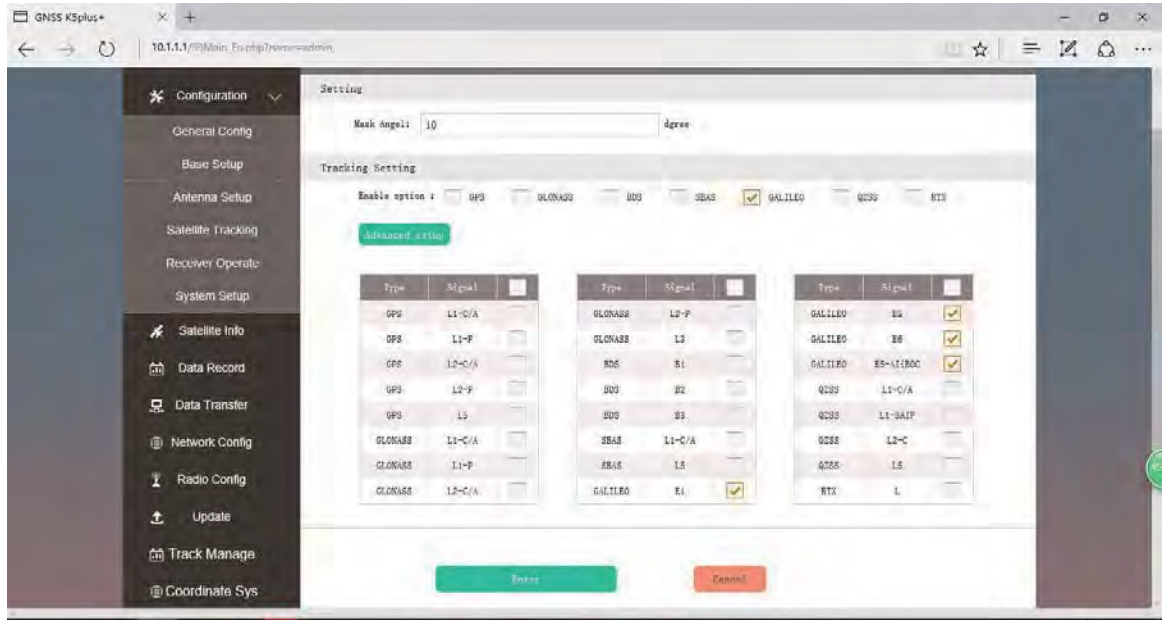 GNSS K5plus+
10.1.1.1/
Configuration
General Config
Base Setup
Antenna Setup
Satellite Tracking
Receiver Operate
System Setup
Satellite Info
Data Record
Data Transfer
Network Config
Radio Config
Update
Track Manage
Coordinate Sys
Setting
Mask Angel: 10 dgree
Tracking Setting
Enable option : GPS GLONASS BDS SBAS GALILEO QZSS RTX
Advanced setup
Type Signal
GPS L1-C/A
GPS L1-P
GPS L2-C/A
GPS L2-P
GPS L5
GLONASS L1-C/A
GLONASS L1-P
GLONASS L2-C/A
Type Signal
GLONASS L2-P
GLONASS L3
BDS B1
BDS B2
BDS B3
SBAS L1-C/A
SBAS L5
GALILEO E1
Type Signal
GALILEO E5
GALILEO E6
GALILEO
QZSS L1-C/A
QZSS L1-SAIF
QZSS L2-C
QZSS L5
RTX L
Enter Cancel